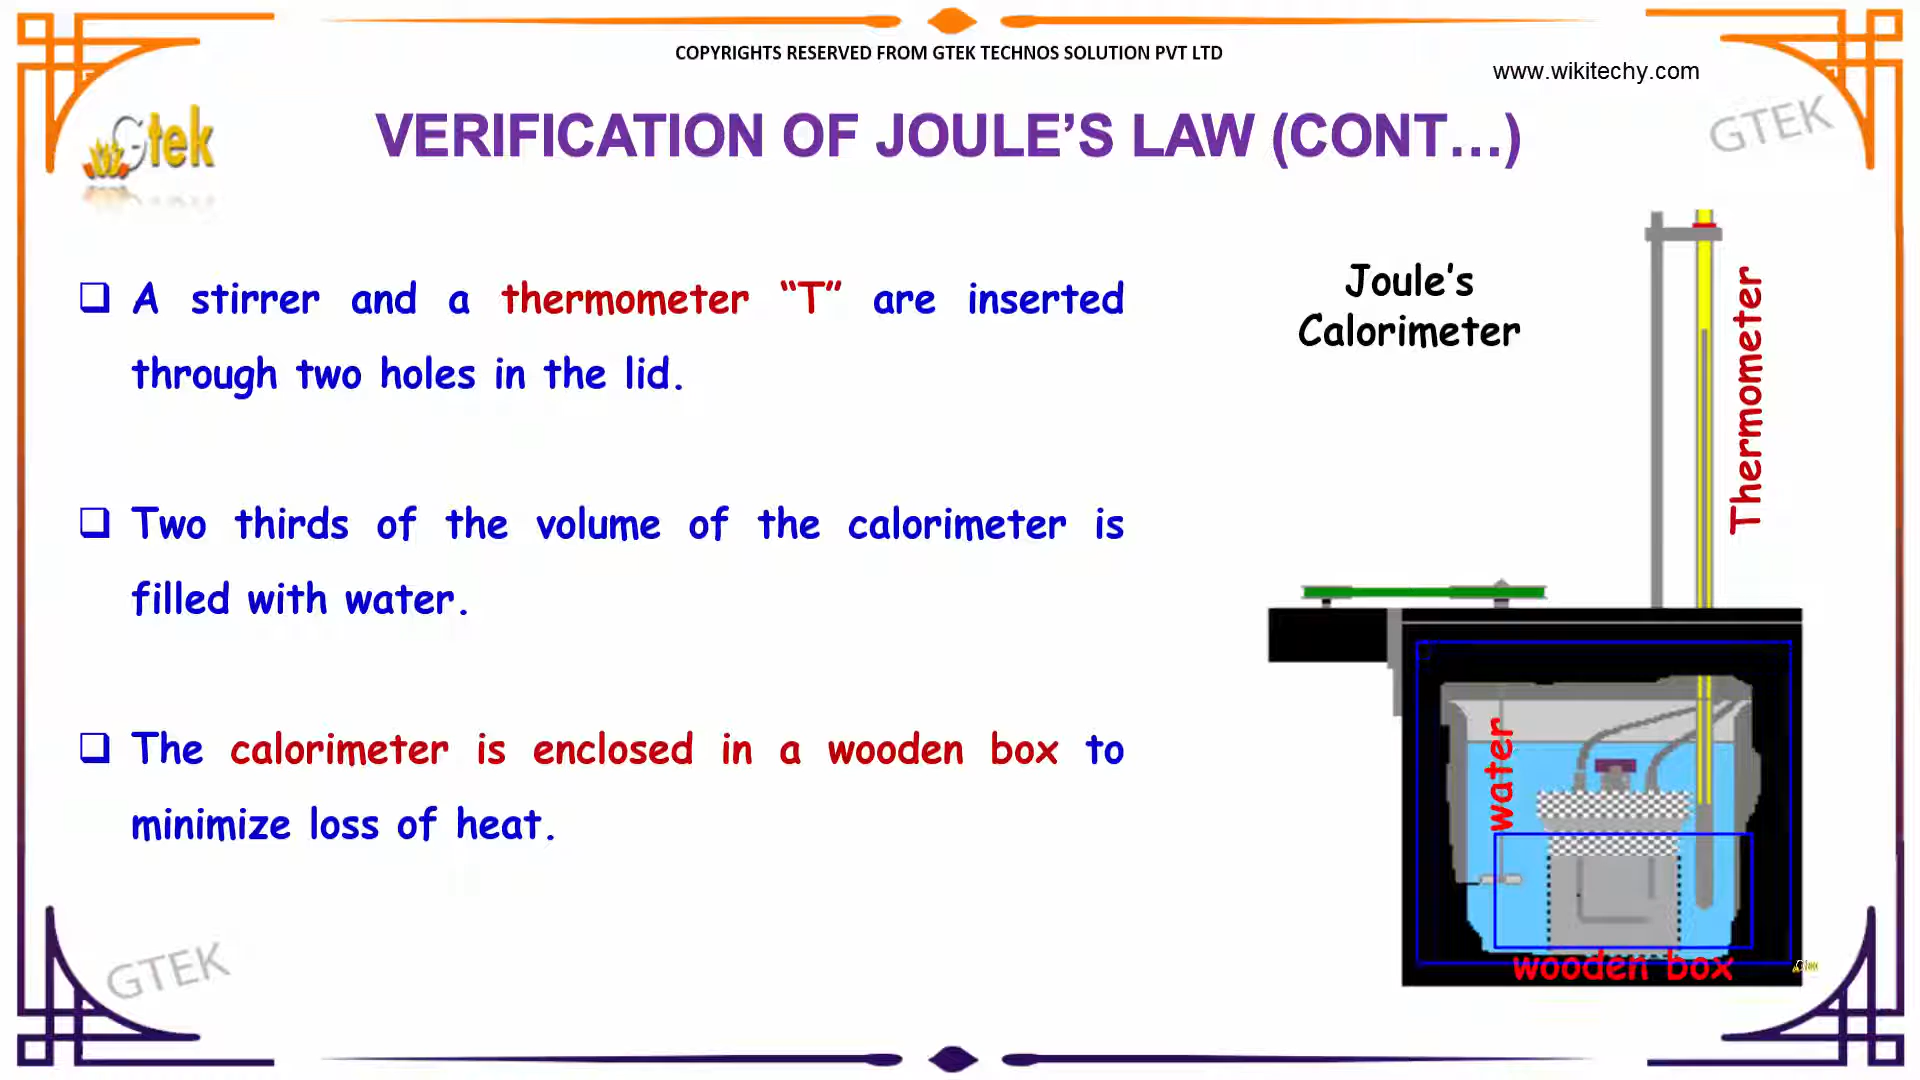 COPYRIGHTS RESERVED FROM GTEK TECHNOS SOLUTION PVT LTD
www.wikitechy.com
Gtek
GTEK
VERIFICATION OF JOULE’S LAW (CONT...)
❑ A stirrer and a thermometer “T” are inserted
through two holes in the lid.
❑ Two thirds of the volume of the calorimeter is
filled with water.
❑ The calorimeter is enclosed in a wooden box to
minimize loss of heat.
Joule’s
Calorimeter
Thermometer
water
wooden box
GTEK